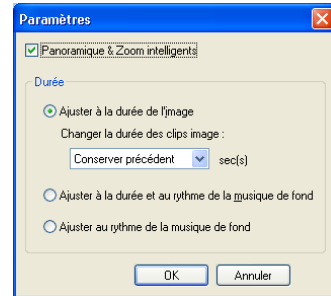 Paramètres
Panoramique & Zoom intelligents
Durée
Ajuster à la durée de l'image
Changer la durée des clips image :
Conserver précédent sec(s)
Ajuster à la durée et au rythme de la musique de fond
Ajuster au rythme de la musique de fond
OK Annuler